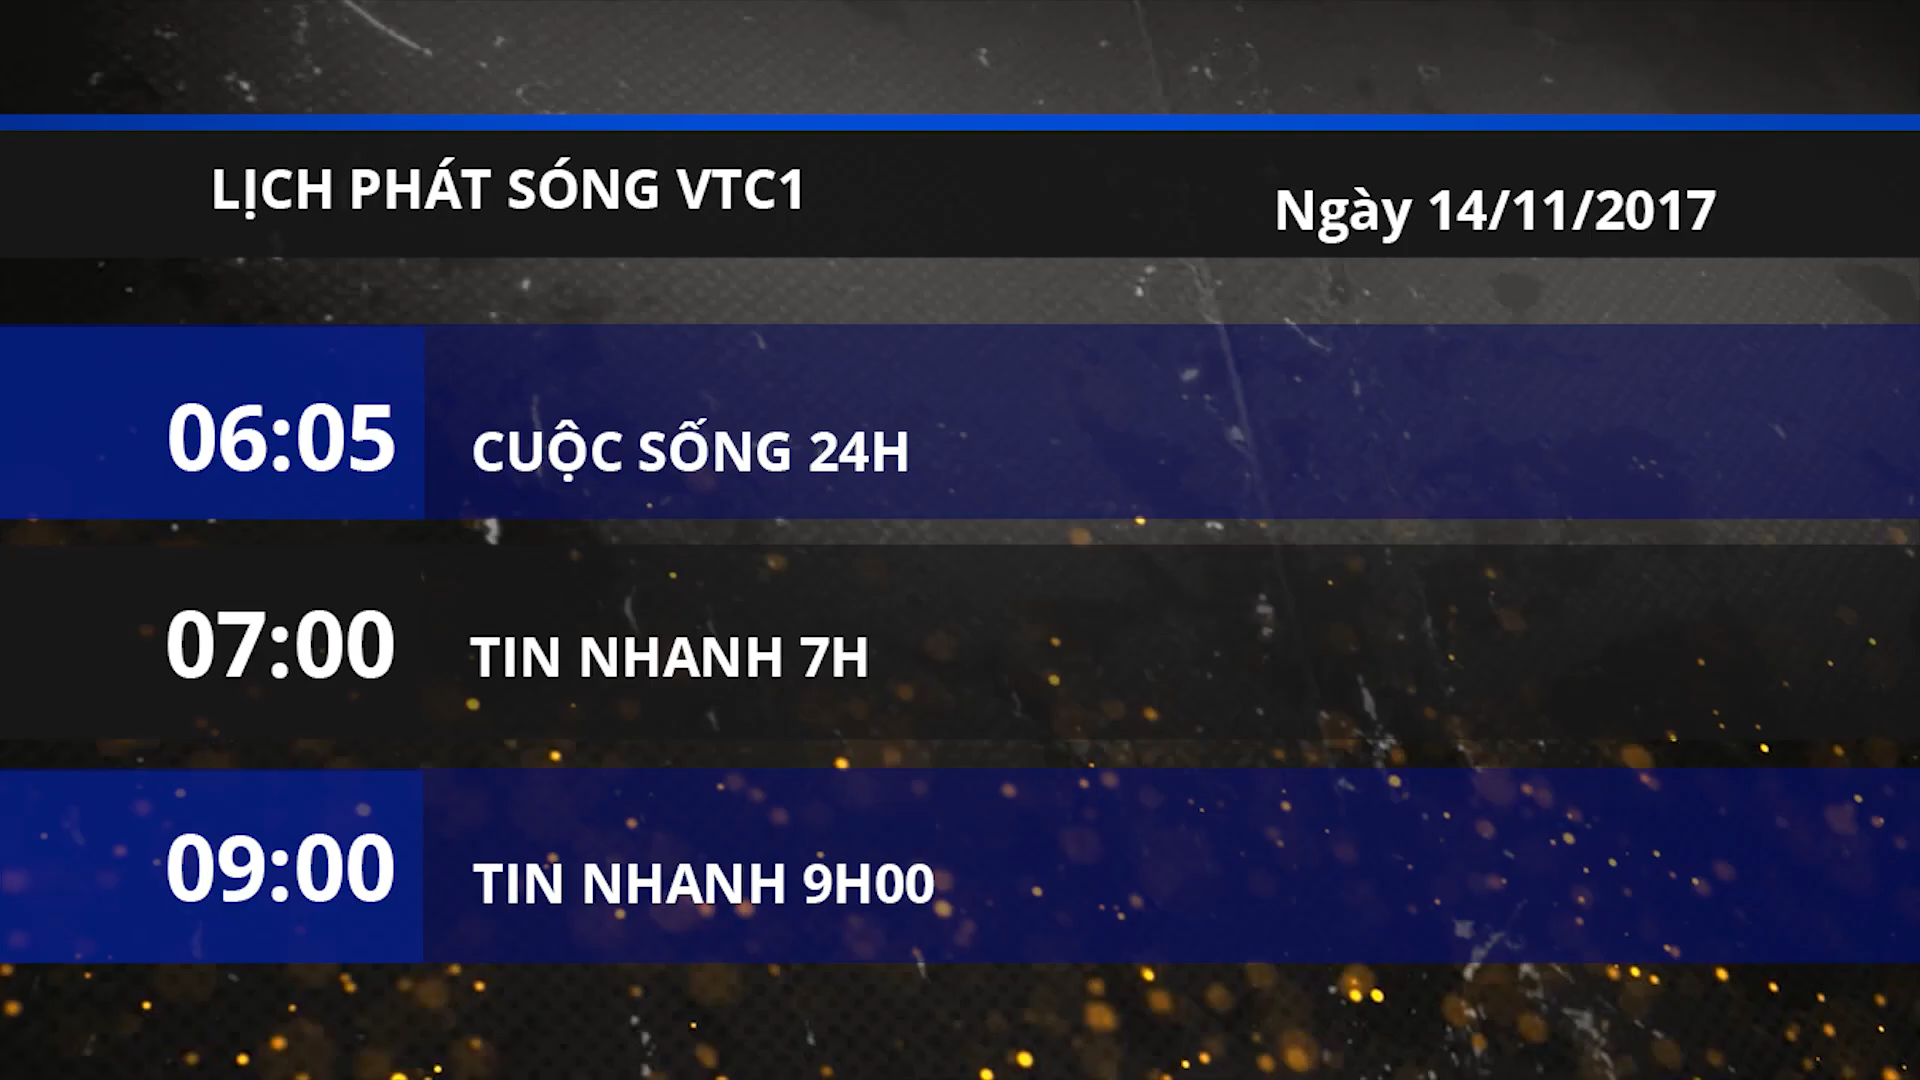 LỊCH PHÁT SÓNG VTC1
Ngày 14/11/2017
06:05 CUỘC SỐNG 24H
07:00 TIN NHANH 7H
09:00 TIN NHANH 9H00